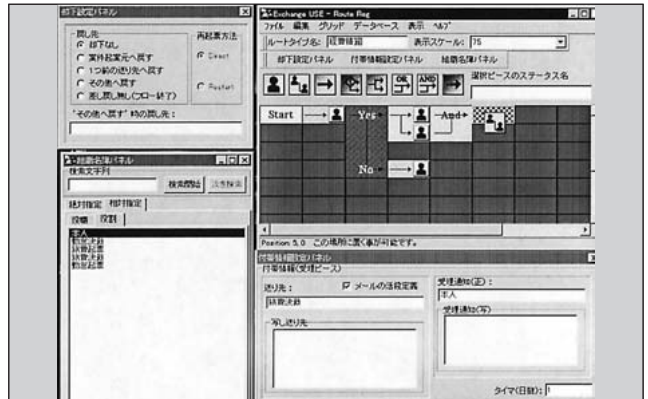 却下設定パネル
戻し先
却下なし
案件起案元へ戻す
1つ前の送り先へ戻す
その他へ戻す
差し戻し無し(フロー終了)
再起案方法
Direct
Restart
"その他へ戻す"時の戻し先:
組織名簿パネル
検索文字列
検索開始
次を検索
絶対指定 相対指定
役職 役割
本人
Exchange USE - Route Reg
ファイル 編集 グリッド データベース 表示 ヘルプ
ルートタイプ名: 経費精算 表示スケール: 75
却下設定パネル 付帯情報設定パネル 組織名簿パネル
選択ピースのステータス名
OR AND
Start Yes And
No
Position 5,0 この場所に置く事が可能です。
付帯情報設定パネル
付帯情報(受理ピース)
送り先: メールの活殺定義
写し送り先
受理通知(正):
本人
受理通知(写)
タイマ(日数): 1